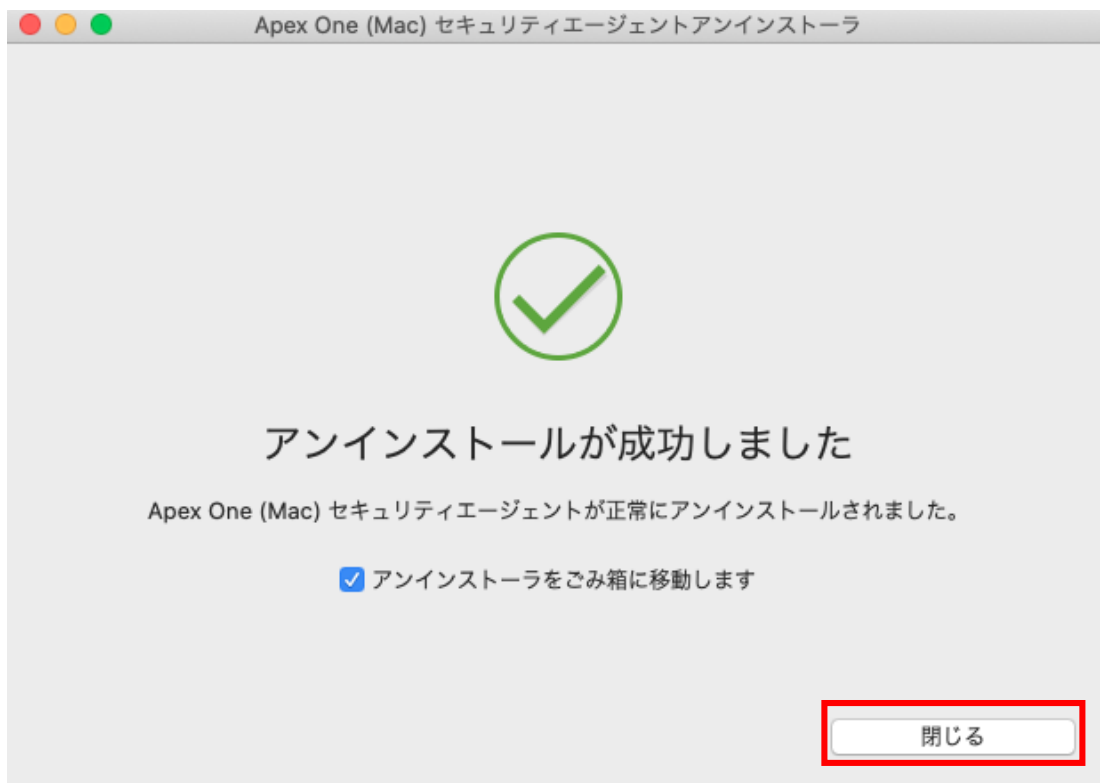 Apex One (Mac) セキュリティエージェントアンインストーラ
アンインストールが成功しました
Apex One (Mac) セキュリティエージェントが正常にアンインストールされました。
アンインストーラをごみ箱に移動します
閉じる